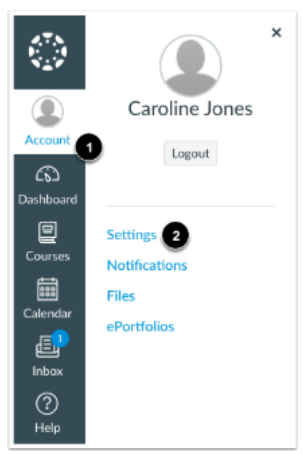 ×
Caroline Jones
Logout
Account 1
Dashboard
Courses
Calendar
1
Inbox
Help
Settings 2
Notifications
Files
ePortfolios